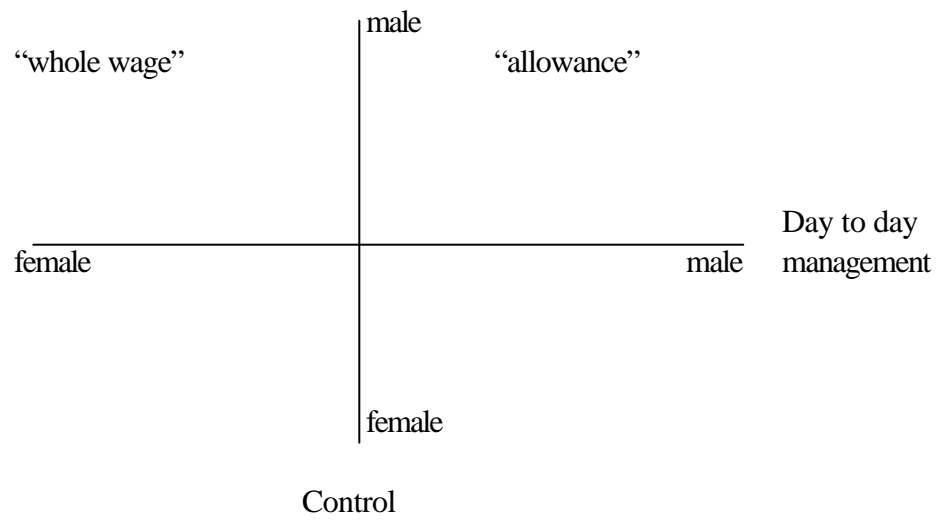 male
“whole wage”
“allowance”
Day to day
management
female
male
female
Control